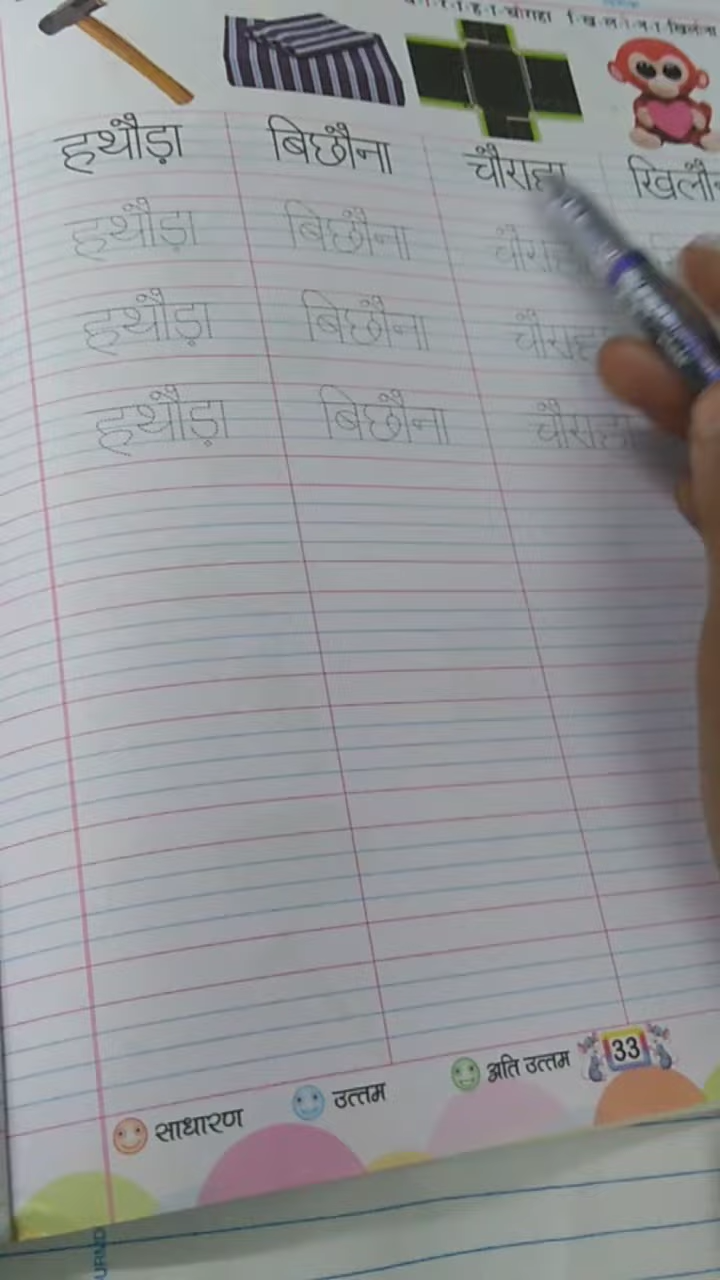 चौराहा खिलौना
हथौड़ा बिछौना चौराहा
हथौड़ा बिछौना
हथौड़ा बिछौना
हथौड़ा बिछौना चौराहा
साधारण उत्तम अति उत्तम 33